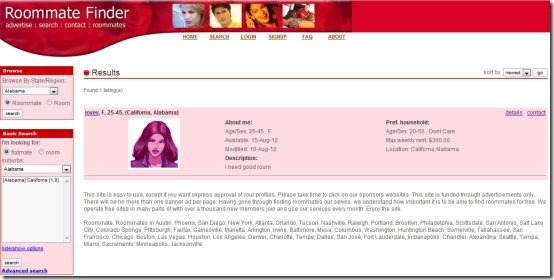 Roommate Finder
advertise : search : contact : roommates
HOME SEARCH LOGIN SIGNUP FAQ ABOUT
Browse
Browse By State/Region:
Alabama
Roommate Room
search
Basic Search
I'm looking for:
flatmate room
suburbs:
Alabama
[Alabama] Californa [1,0]
hide/show options
search
Advanced search
Results
sort by: newest go
Found 1 listing(s)
jovey, F, 25-45, (Californa, Alabama)
details contact
About me:
Age/Sex: 25-45 , F
Available: 15-Aug-12
Modified: 10-Aug-12
Description:
i need good room
Pref. household:
Age/Sex: 20-55 , Dont Care
Max weekly rent: $300.00
Location: Californa,Alabama
This site is easy to use, except if you want express approval of your profiles. Please take time to click on our sponsors websites. This site is funded through advertisements only.
There will be no more than one banner ad per page. Having gone through finding roommates our selves, we understand how important it is to be able to find roommates for free. We
operate free sites in many parts of with over a thousand new members join and use our services every month. Enjoy the site.
Roommate, Roommates in Austin, Phoenix, San Diego, New York, Atlanta, Orlando, Tucson, Nashville, Raleigh, Portland, Brooklyn, Philadelphia, Scottsdale, San Antonio, Salt Lake
City, Colorado Springs, Pittsburgh, Fairfax, Gainsville, Marietta, Arlington, Irvine, Baltimore, Mesa, Columbus, Washington, Huntington Beach, Somerville, Tallahassee, San
Francisco, Chicago, Boston, Las Vegas, Houston, Los Angeles, Denver, Charlotte, Tempe, Dallas, San Jose, Fort Lauderdale, Indianapolis, Chandler, Alexandria, Seattle, Tampa,
Miami, Sacramento, Minneapolis, Jacksonville